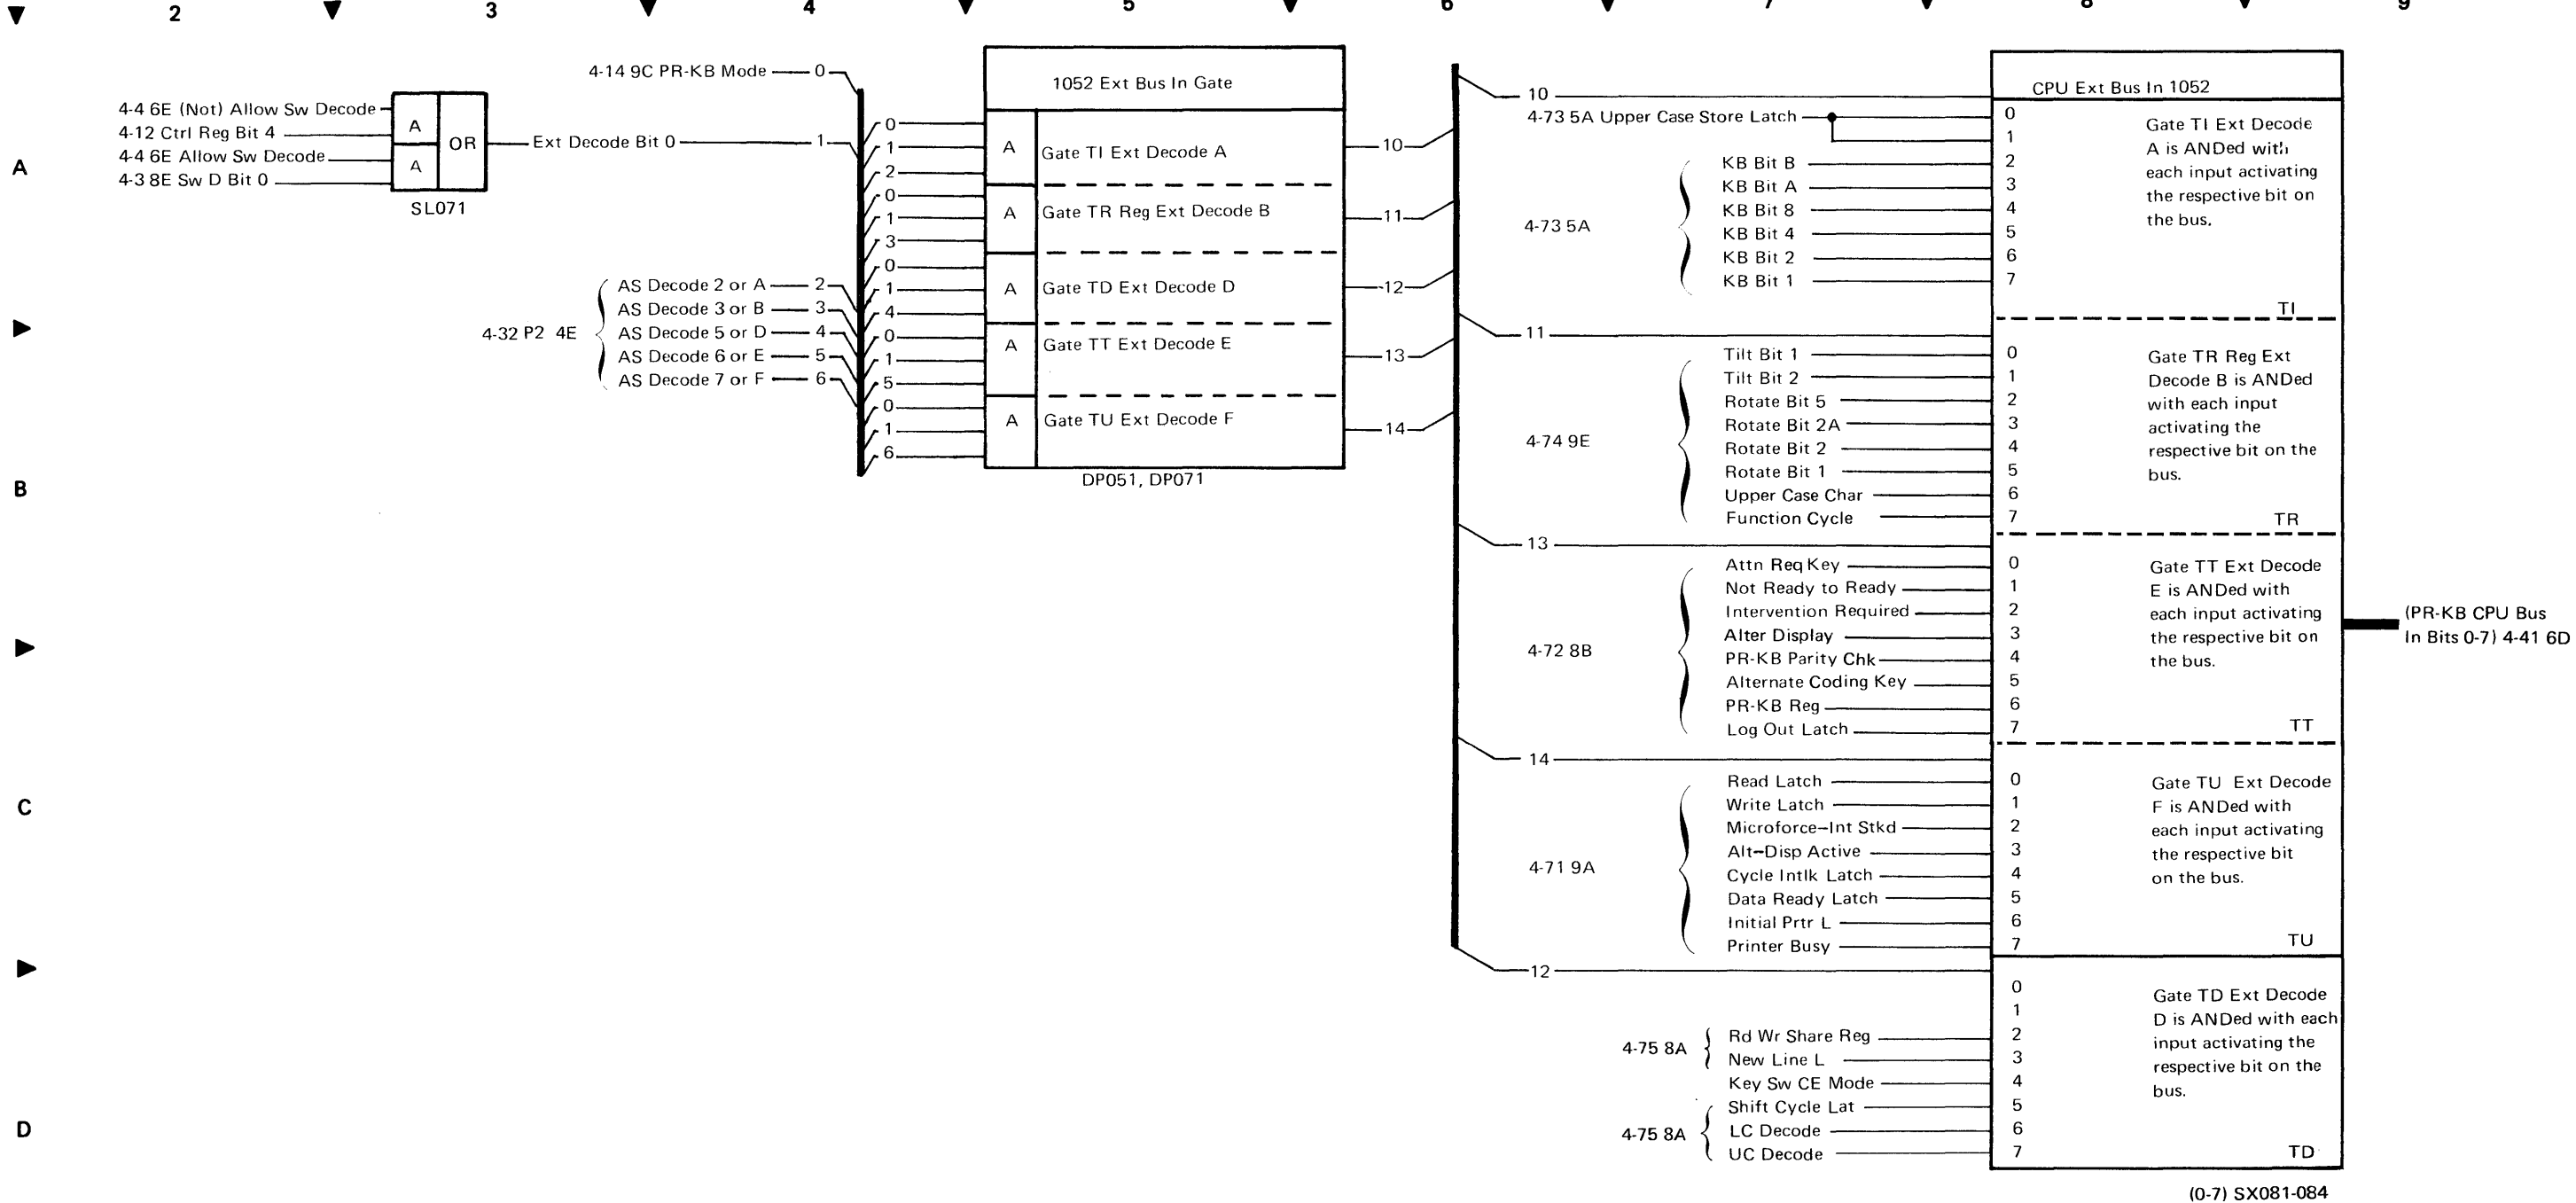 2 3 4 5 6 7 8 9
A
B
C
D
4-4 6E (Not) Allow Sw Decode
4-12 Ctrl Reg Bit 4
4-4 6E Allow Sw Decode
4-3 8E Sw D Bit 0
A
A
OR
SL071
Ext Decode Bit 0
1
4-14 9C PR-KB Mode
0
4-32 P2 4E
AS Decode 2 or A 2
AS Decode 3 or B 3
AS Decode 5 or D 4
AS Decode 6 or E 5
AS Decode 7 or F 6
1052 Ext Bus In Gate
0
1
2
A
Gate TI Ext Decode A
10
0
1
3
A
Gate TR Reg Ext Decode B
11
0
1
4
A
Gate TD Ext Decode D
12
0
1
5
A
Gate TT Ext Decode E
13
0
1
6
A
Gate TU Ext Decode F
14
DP051, DP071
CPU Ext Bus In 1052
10
4-73 5A Upper Case Store Latch 0
1
4-73 5A
KB Bit B 2
KB Bit A 3
KB Bit 8 4
KB Bit 4 5
KB Bit 2 6
KB Bit 1 7
Gate TI Ext Decode
A is ANDed with
each input activating
the respective bit on
the bus.
TI
11
4-74 9E
Tilt Bit 1 0
Tilt Bit 2 1
Rotate Bit 5 2
Rotate Bit 2A 3
Rotate Bit 2 4
Rotate Bit 1 5
Upper Case Char 6
Function Cycle 7
Gate TR Reg Ext
Decode B is ANDed
with each input
activating the
respective bit on the
bus.
TR
13
4-72 8B
Attn Req Key 0
Not Ready to Ready 1
Intervention Required 2
Alter Display 3
PR-KB Parity Chk 4
Alternate Coding Key 5
PR-KB Reg 6
Log Out Latch 7
Gate TT Ext Decode
E is ANDed with
each input activating
the respective bit on
the bus.
TT
(PR-KB CPU Bus
In Bits 0-7) 4-41 6D
14
4-71 9A
Read Latch 0
Write Latch 1
Microforce-Int Stkd 2
Alt-Disp Active 3
Cycle Intlk Latch 4
Data Ready Latch 5
Initial Prtr L 6
Printer Busy 7
Gate TU Ext Decode
F is ANDed with
each input activating
the respective bit
on the bus.
TU
12
0
1
4-75 8A
Rd Wr Share Reg 2
New Line L 3
Key Sw CE Mode 4
4-75 8A
Shift Cycle Lat 5
LC Decode 6
UC Decode 7
Gate TD Ext Decode
D is ANDed with each
input activating the
respective bit on the
bus.
TD
(0-7) SX081-084